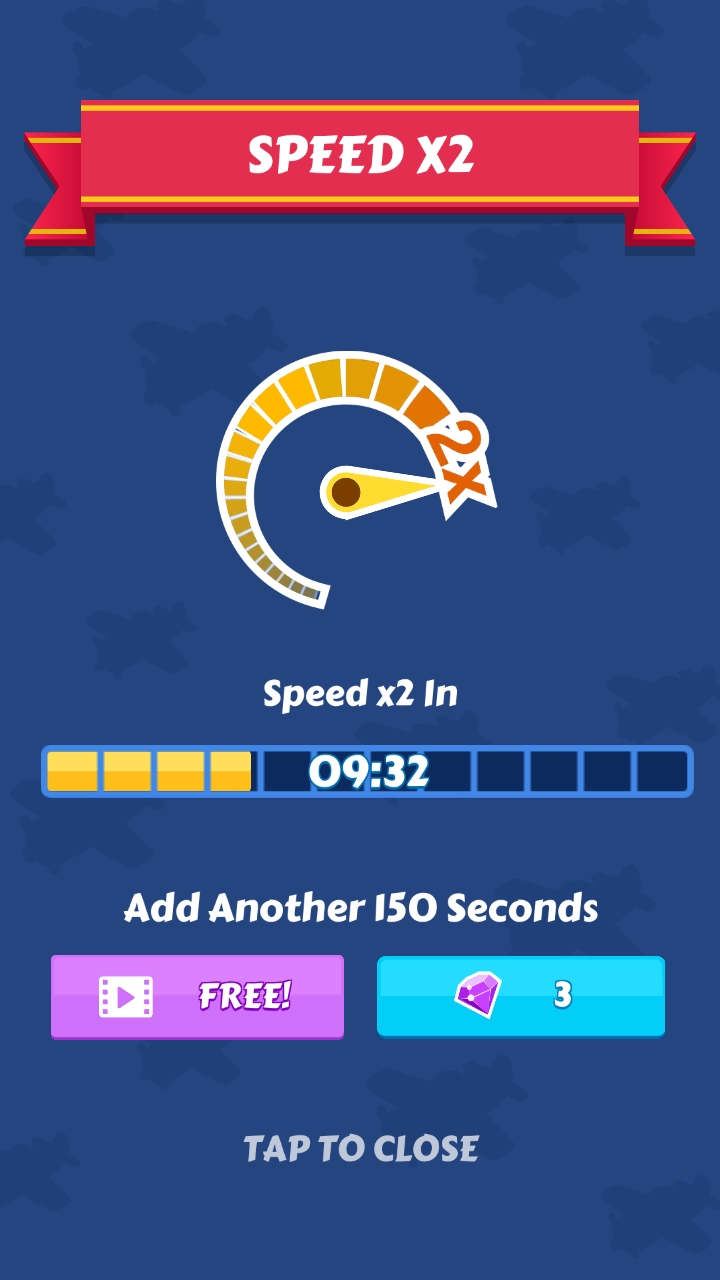 SPEED X2
2x
Speed x2 In
09:32
Add Another 150 Seconds
FREE!
3
TAP TO CLOSE